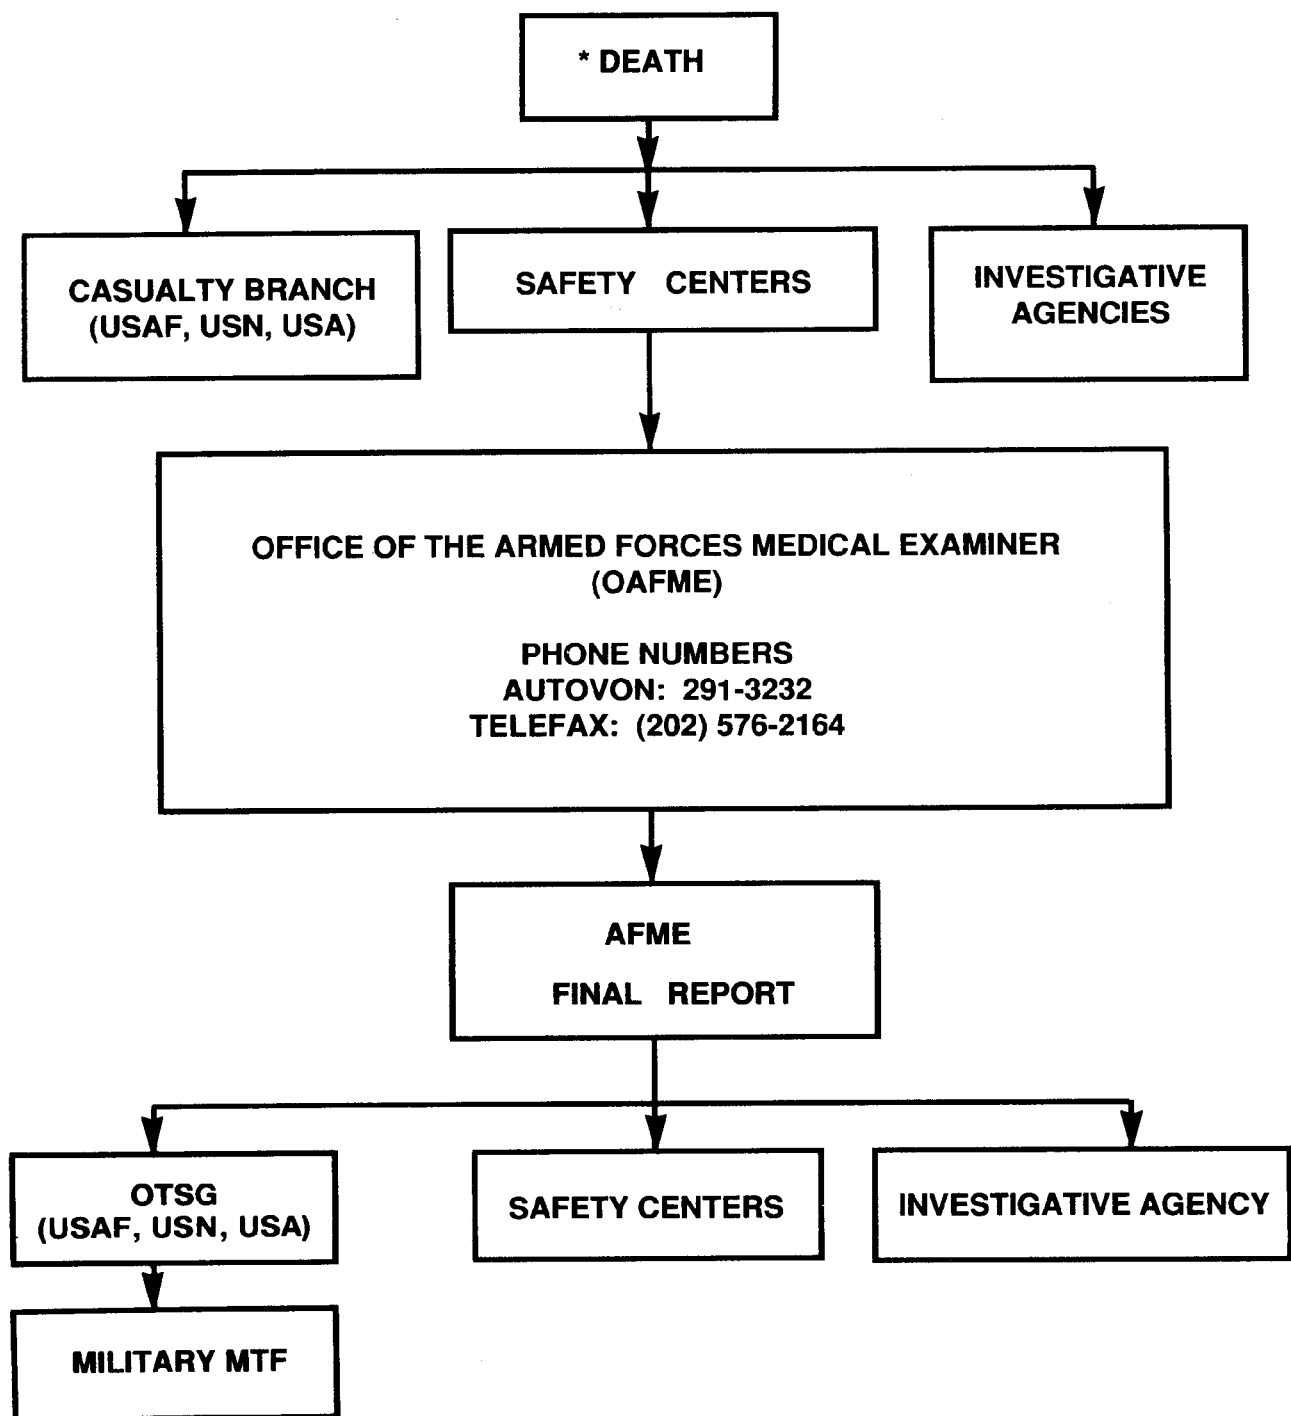 * DEATH
CASUALTY BRANCH
(USAF, USN, USA)
SAFETY CENTERS
INVESTIGATIVE
AGENCIES
OFFICE OF THE ARMED FORCES MEDICAL EXAMINER
(OAFME)
PHONE NUMBERS
AUTOVON: 291-3232
TELEFAX: (202) 576-2164
AFME
FINAL REPORT
OTSG
(USAF, USN, USA)
SAFETY CENTERS
INVESTIGATIVE AGENCY
MILITARY MTF